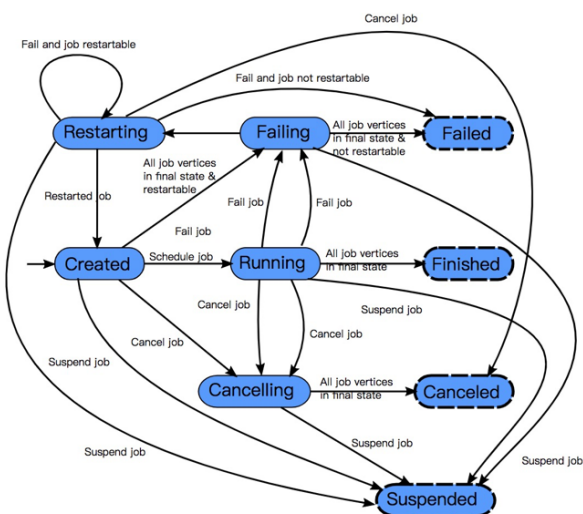 Cancel job
Fail and job restartable
Fail and job not restartable
Restarting
Failing
All job vertices
in final state &
not restartable
Failed
All job vertices
in final state &
restartable
Restarted job
Fail job
Fail job
Fail job
Created
Schedule job
Running
All job vertices
in final state
Finished
Cancel job
Suspend job
Cancel job
Cancel job
Suspend job
Cancelling
All job vertices
in final state
Canceled
Suspend job
Suspend job
Suspend job
Suspended